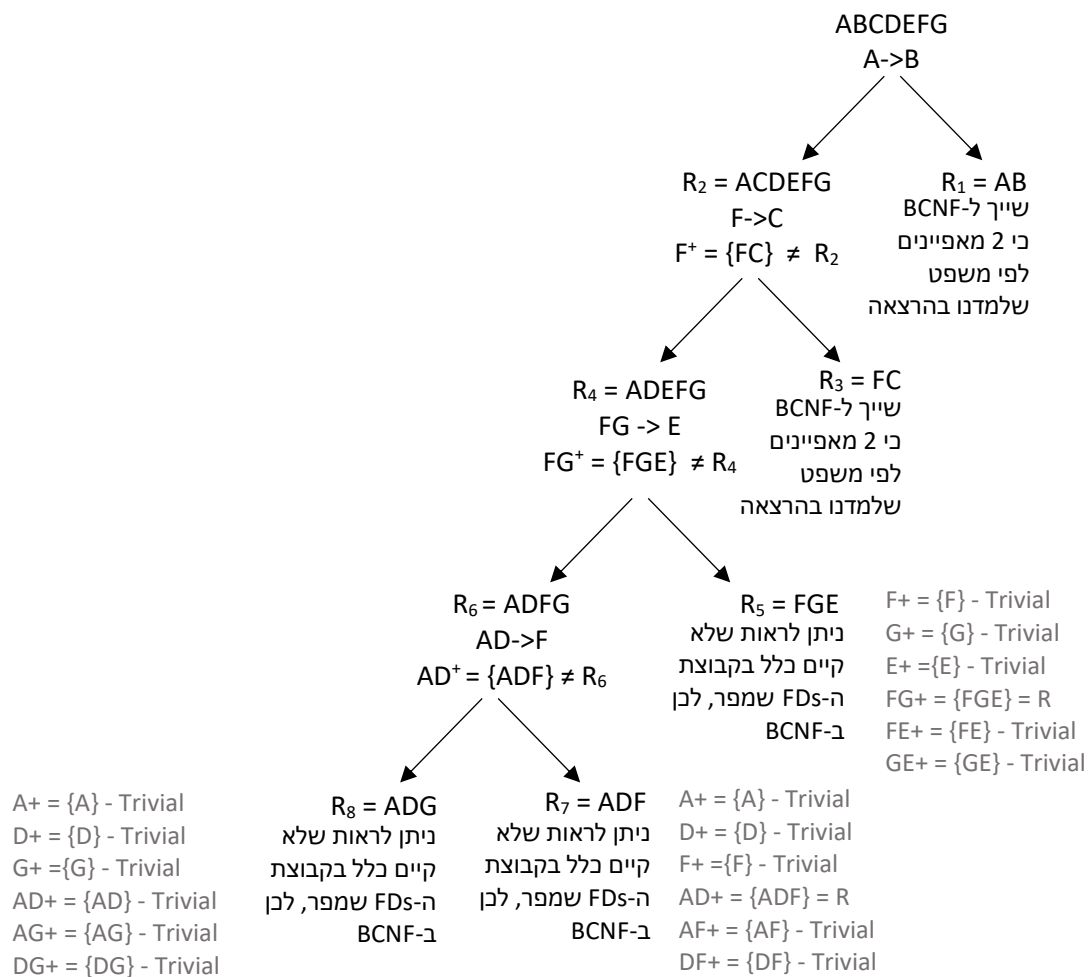 ABCDEFG
A->B
R₂ = ACDEFG
F->C
F⁺ = {FC} ≠ R₂
R₁ = AB
שייך ל-BCNF
כי 2 מאפיינים
לפי משפט
שלמדנו בהרצאה
R₄ = ADEFG
FG -> E
FG⁺ = {FGE} ≠ R₄
R₃ = FC
שייך ל-BCNF
כי 2 מאפיינים
לפי משפט
שלמדנו בהרצאה
R₆ = ADFG
AD->F
AD⁺ = {ADF} ≠ R₆
R₅ = FGE
ניתן לראות שלא
קיים כלל בקבוצת
ה-FDs שמפר, לכן
ב-BCNF
F+ = {F} - Trivial
G+ = {G} - Trivial
E+ ={E} - Trivial
FG+ = {FGE} = R
FE+ = {FE} - Trivial
GE+ = {GE} - Trivial
A+ = {A} - Trivial
D+ = {D} - Trivial
G+ ={G} - Trivial
AD+ = {AD} - Trivial
AG+ = {AG} - Trivial
DG+ = {DG} - Trivial
R₈ = ADG
ניתן לראות שלא
קיים כלל בקבוצת
ה-FDs שמפר, לכן
ב-BCNF
R₇ = ADF
ניתן לראות שלא
קיים כלל בקבוצת
ה-FDs שמפר, לכן
ב-BCNF
A+ = {A} - Trivial
D+ = {D} - Trivial
F+ ={F} - Trivial
AD+ = {ADF} = R
AF+ = {AF} - Trivial
DF+ = {DF} - Trivial